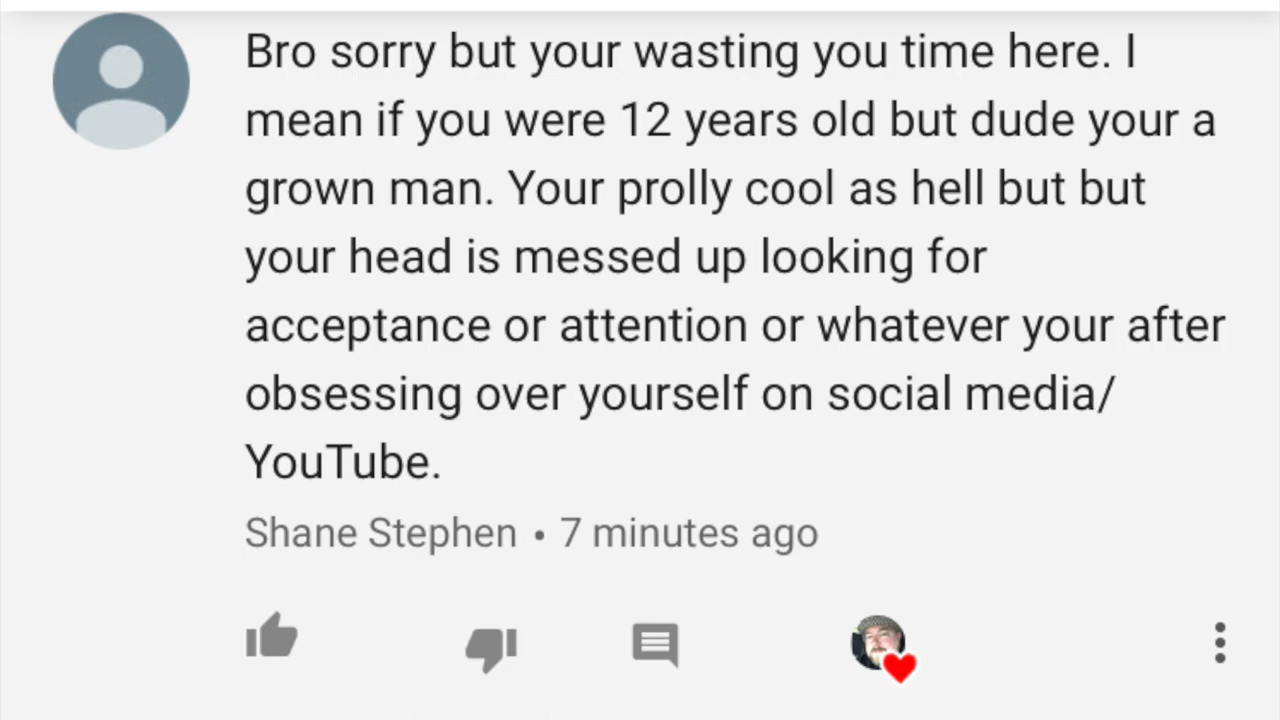 Bro sorry but your wasting you time here. I
mean if you were 12 years old but dude your a
grown man. Your prolly cool as hell but but
your head is messed up looking for
acceptance or attention or whatever your after
obsessing over yourself on social media/
YouTube.
Shane Stephen • 7 minutes ago